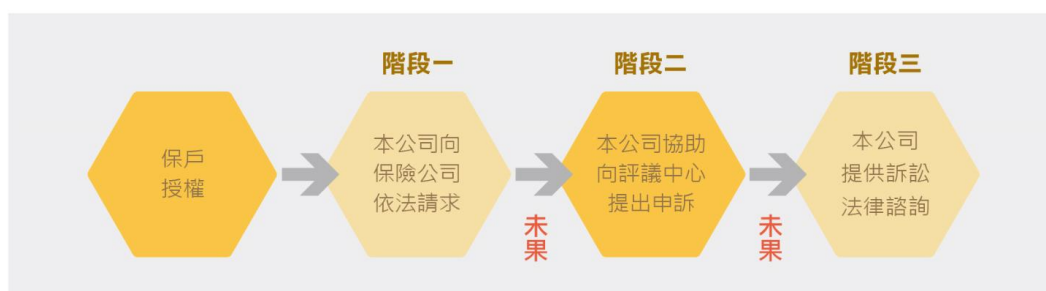 階段一
階段二
階段三
保戶
授權
本公司向
保險公司
依法請求
未果
本公司協助
向評議中心
提出申訴
未果
本公司
提供訴訟
法律諮詢